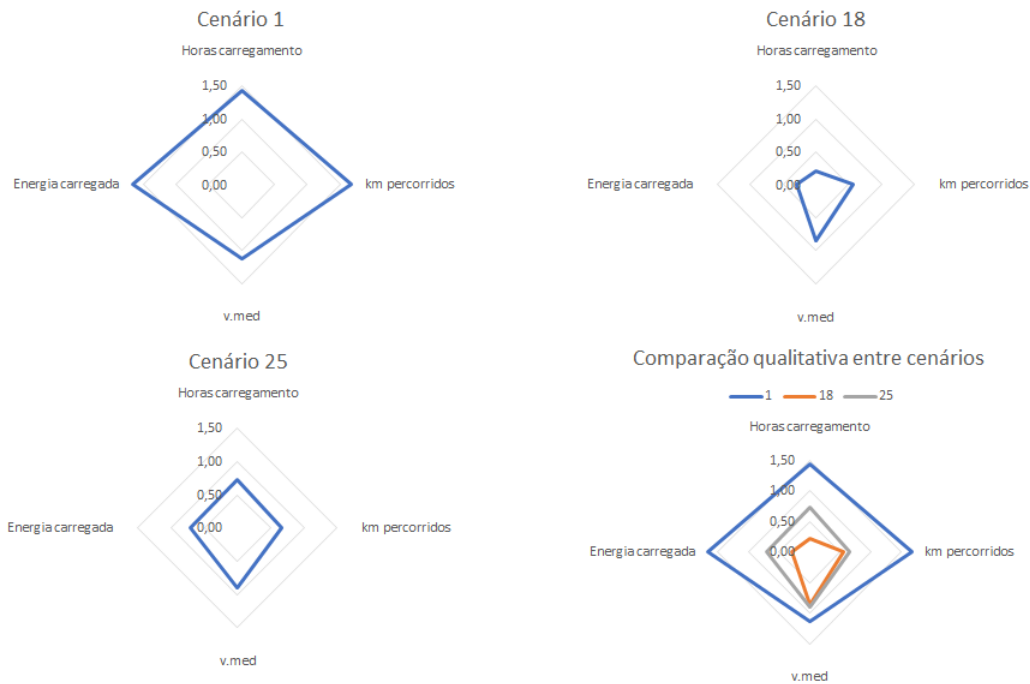 Cenário 1
Horas carregamento
1,50
1,00
0,50
Energia carregada
0,00
km percorridos
v.med
Cenário 18
Horas carregamento
1,50
1,00
0,50
Energia carregada
0,00
km percorridos
v.med
Cenário 25
Horas carregamento
1,50
1,00
0,50
Energia carregada
0,00
km percorridos
v.med
Comparação qualitativa entre cenários
1 18 25
Horas carregamento
1,50
1,00
0,50
Energia carregada
0,00
km percorridos
v.med